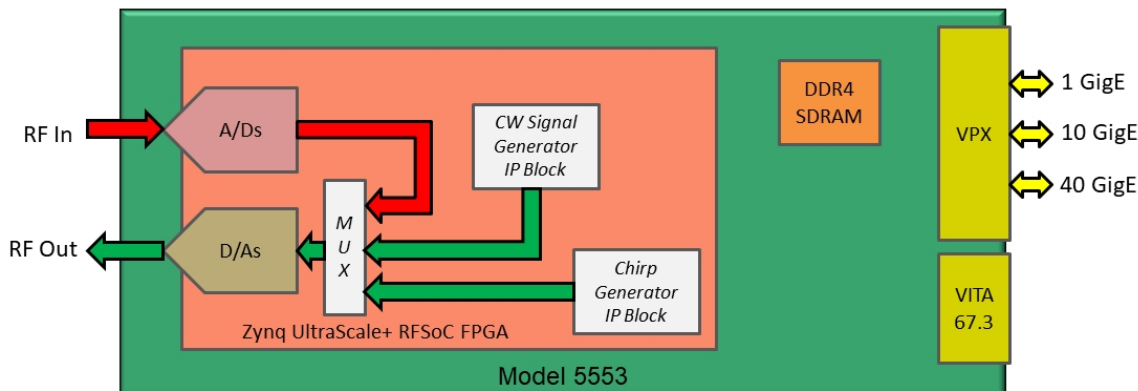 RF In
A/Ds
CW Signal
Generator
IP Block
DDR4
SDRAM
VPX
1 GigE
10 GigE
40 GigE
RF Out
D/As
M
U
X
Chirp
Generator
IP Block
Zynq UltraScale+ RFSoC FPGA
VITA
67.3
Model 5553